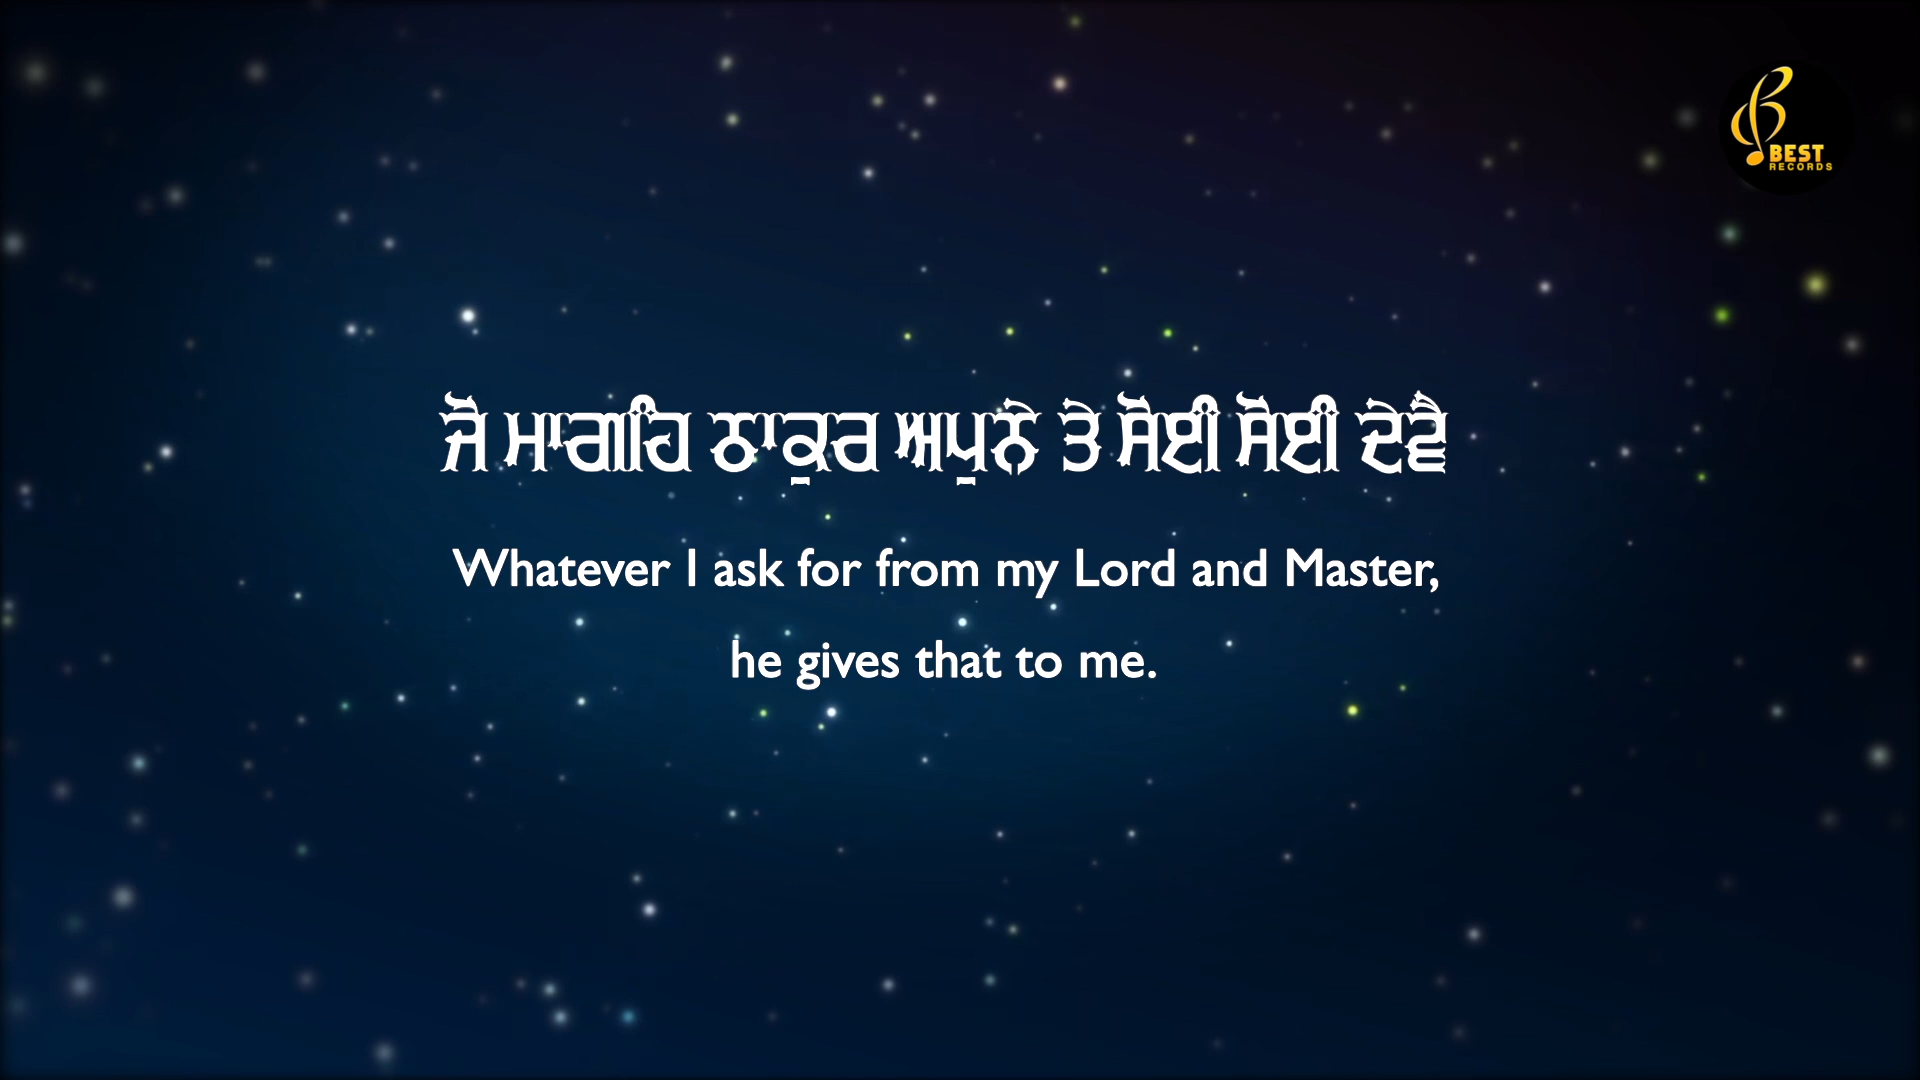 BEST
RECORDS
ਜੋ ਮਾਗਹਿ ਠਾਕੁਰ ਅਪੁਨੇ ਤੇ ਸੋਈ ਸੋਈ ਦੇਵੈ
Whatever I ask for from my Lord and Master,
he gives that to me.